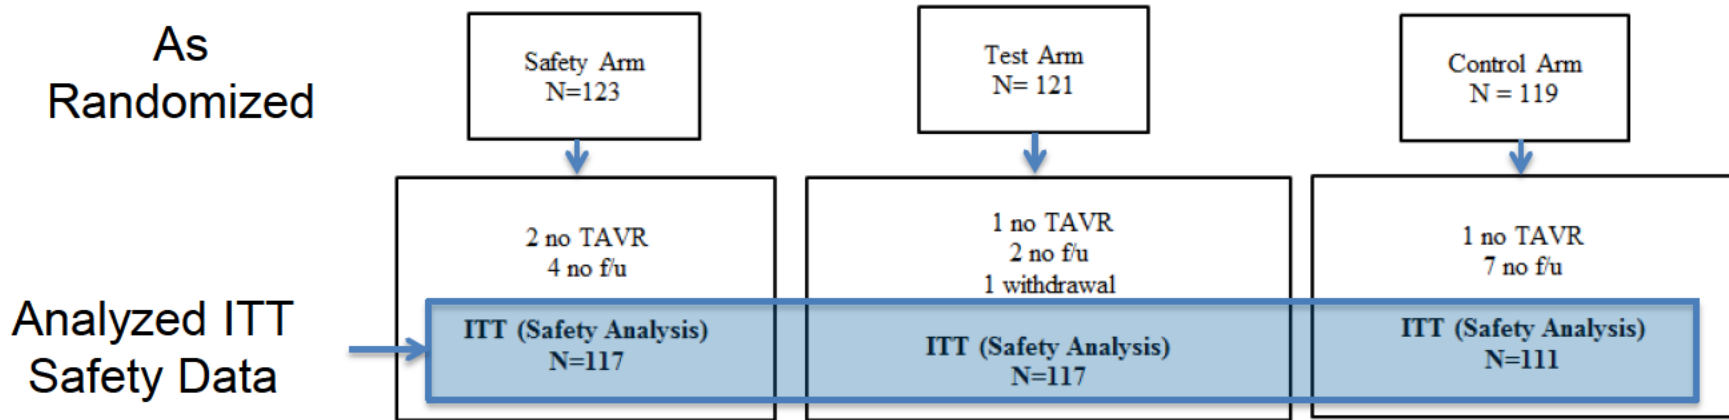 As
Randomized
Safety Arm
N=123
Test Arm
N= 121
Control Arm
N = 119
2 no TAVR
4 no f/u
1 no TAVR
2 no f/u
1 withdrawal
1 no TAVR
7 no f/u
Analyzed ITT
Safety Data
ITT (Safety Analysis)
N=117
ITT (Safety Analysis)
N=117
ITT (Safety Analysis)
N=111